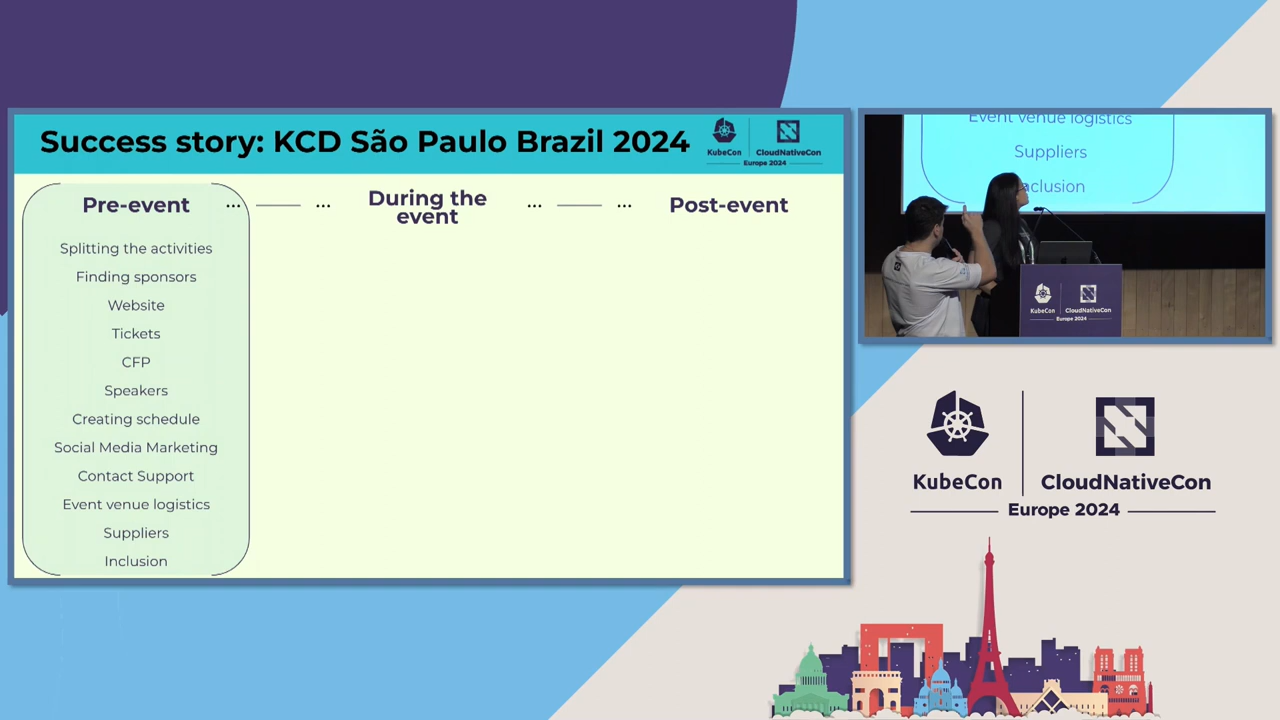 Success story: KCD São Paulo Brazil 2024
KubeCon
CloudNativeCon
Europe 2024
Pre-event
...
...
During the
event
...
...
Post-event
Splitting the activities
Finding sponsors
Website
Tickets
CFP
Speakers
Creating schedule
Social Media Marketing
Contact Support
Event venue logistics
Suppliers
Inclusion
Event venue logistics
Suppliers
KubeCon
CloudNativeCon
Europe 2024
KubeCon
CloudNativeCon
Europe 2024